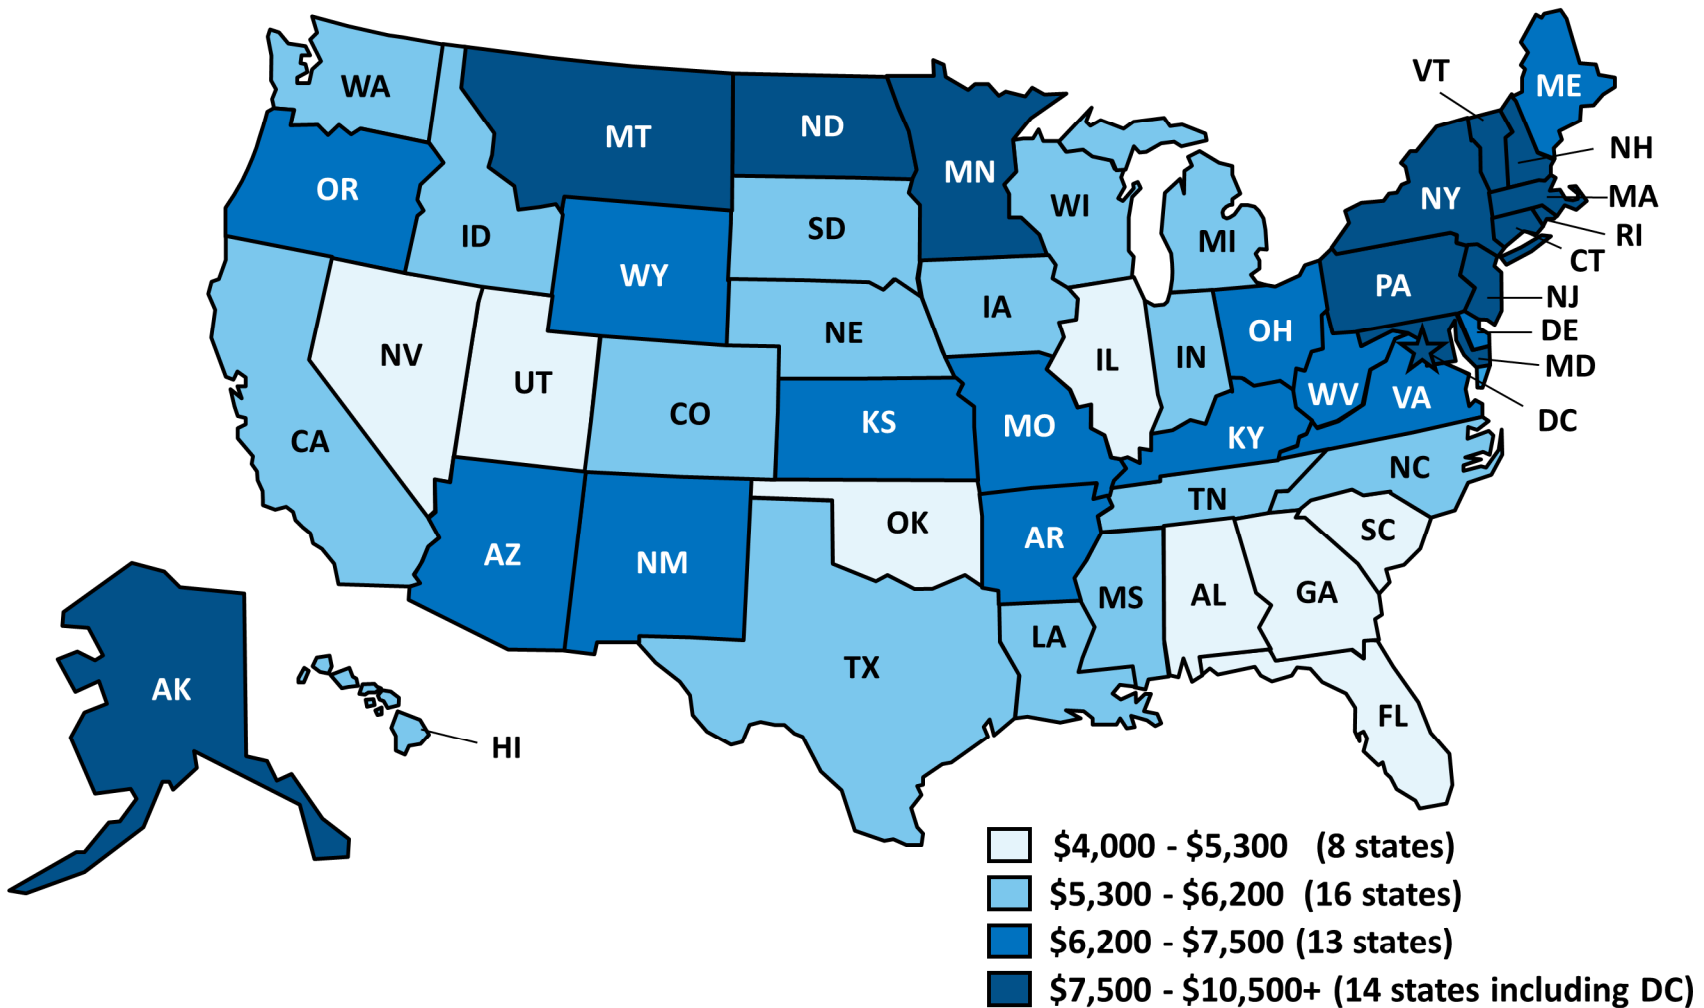 VT
ME
WA
MT
ND
MN
NH
OR
NY
MA
ID
SD
WI
MI
RI
CT
WY
PA
NJ
IA
NE
OH
DE
NV
IL
IN
MD
UT
WV
VA
CO
KS
MO
DC
CA
KY
NC
TN
OK
SC
AZ
NM
AR
MS
AL
GA
LA
TX
AK
FL
HI
$4,000 - $5,300 (8 states)
$5,300 - $6,200 (16 states)
$6,200 - $7,500 (13 states)
$7,500 - $10,500+ (14 states including DC)